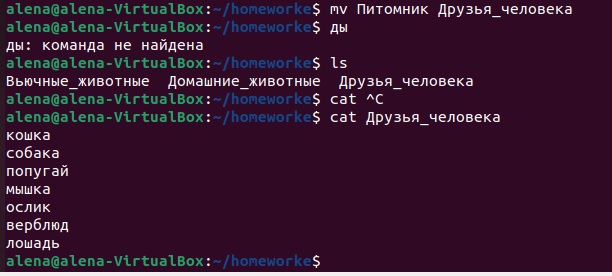 alena@alena-VirtualBox:~/homeworke$ mv Питомник Друзья_человека
alena@alena-VirtualBox:~/homeworke$ ды
ды: команда не найдена
alena@alena-VirtualBox:~/homeworke$ ls
Вьючные_животные  Домашние_животные  Друзья_человека
alena@alena-VirtualBox:~/homeworke$ cat ^C
alena@alena-VirtualBox:~/homeworke$ cat Друзья_человека
кошка
собака
попугай
мышка
ослик
верблюд
лошадь
alena@alena-VirtualBox:~/homeworke$